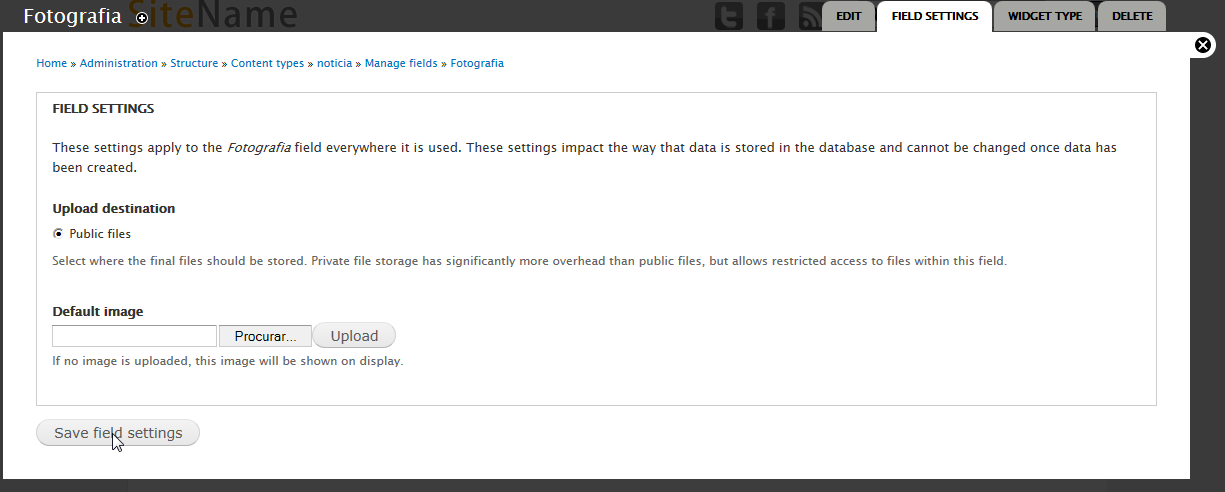 Fotografia
SiteName
EDIT
FIELD SETTINGS
WIDGET TYPE
DELETE
Home » Administration » Structure » Content types » noticia » Manage fields » Fotografia
FIELD SETTINGS
These settings apply to the Fotografia field everywhere it is used. These settings impact the way that data is stored in the database and cannot be changed once data has
been created.
Upload destination
Public files
Select where the final files should be stored. Private file storage has significantly more overhead than public files, but allows restricted access to files within this field.
Default image
Procurar...
Upload
If no image is uploaded, this image will be shown on display.
Save field settings